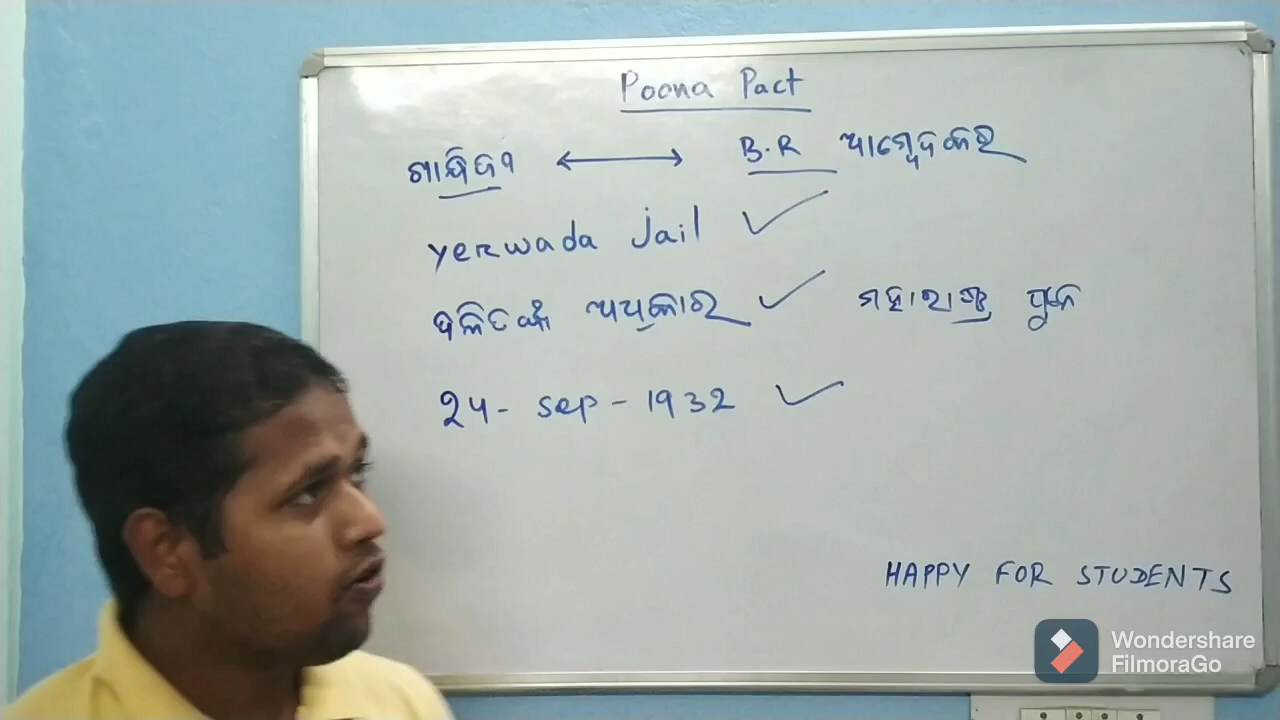 Poona Pact
ଗାନ୍ଧିଜୀ ⟷ B.R ଆମ୍ବେଦକର
Yerwada Jail ✓
ଦଳିତଙ୍କ ଅଧିକାର ✓ ମହାରାଷ୍ଟ୍ର ପୁନେ
24- Sep - 1932 ✓
HAPPY FOR STUDENTS
Wondershare
FilmoraGo